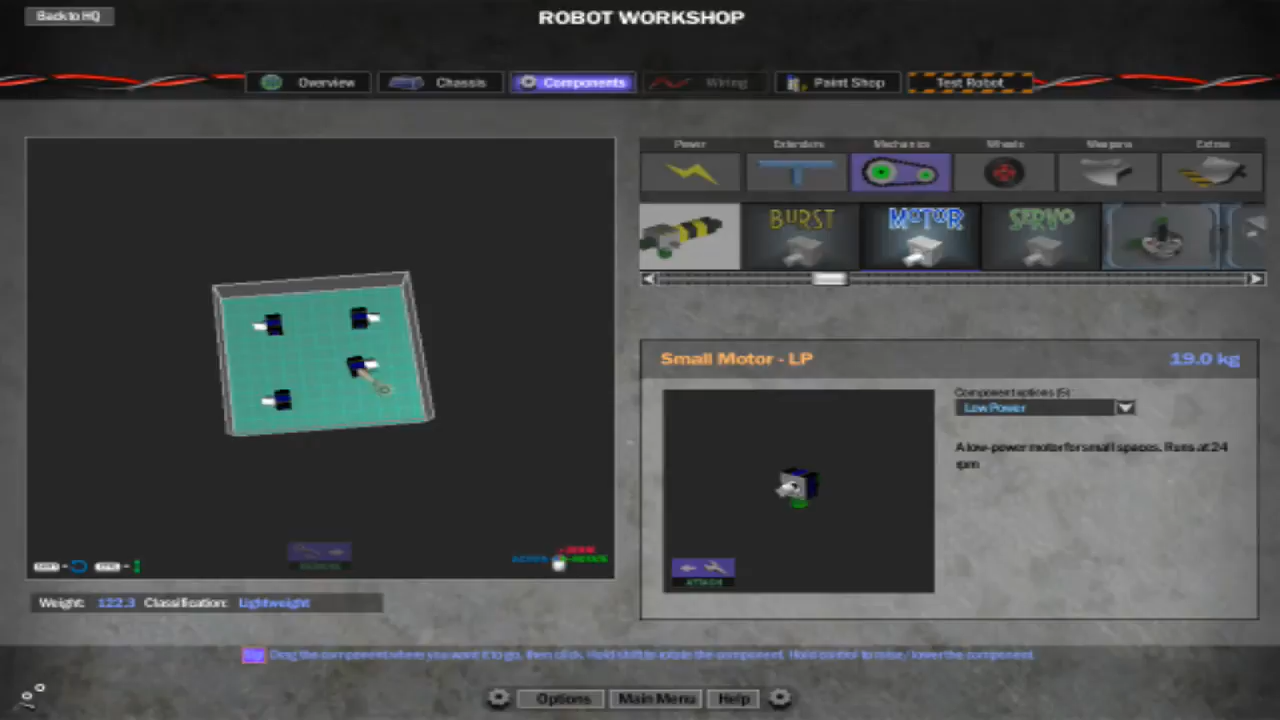 Back to HQ
ROBOT WORKSHOP
Overview
Chassis
Components
Wiring
Paint Shop
Test Robot
Power
Extenders
Mechanics
Wheels
Weapons
Extras
BURST
MOTOR
SERVO
Small Motor - LP
19.0 kg
Component options (5):
Low Power
A low-power motor for small spaces. Runs at 24
rpm
ATTACH
Weight: 122.3 Classification: Lightweight
Drag the component where you want it to go, then click. Hold shift to rotate the component. Hold control to raise/lower the component.
Options
Main Menu
Help